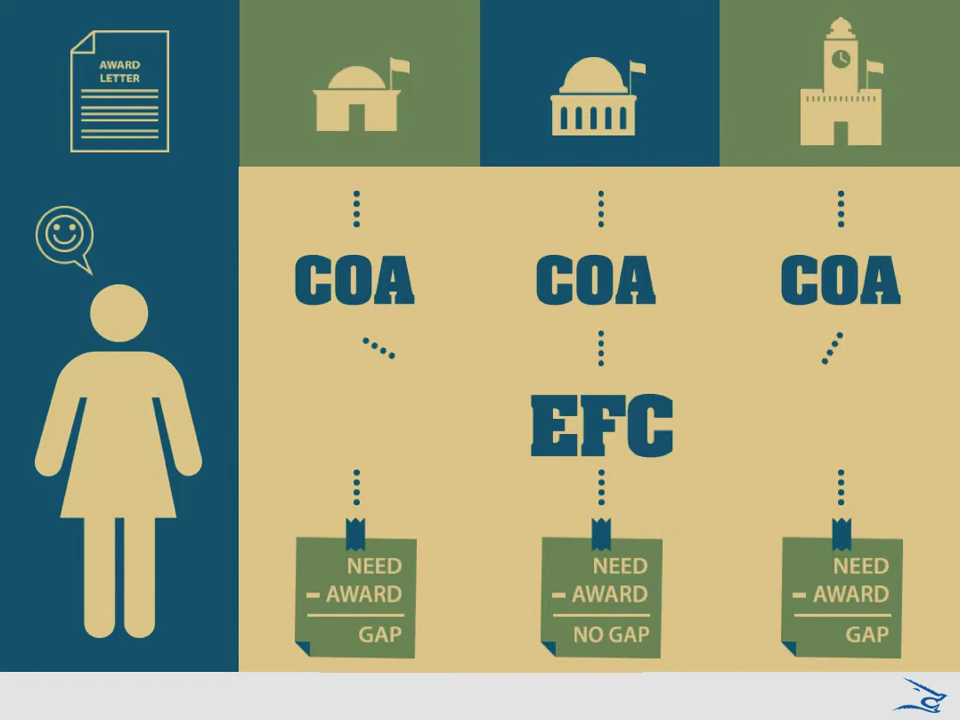 AWARD
LETTER
COA
COA
COA
EFC
NEED
– AWARD
GAP
NEED
– AWARD
NO GAP
NEED
– AWARD
GAP